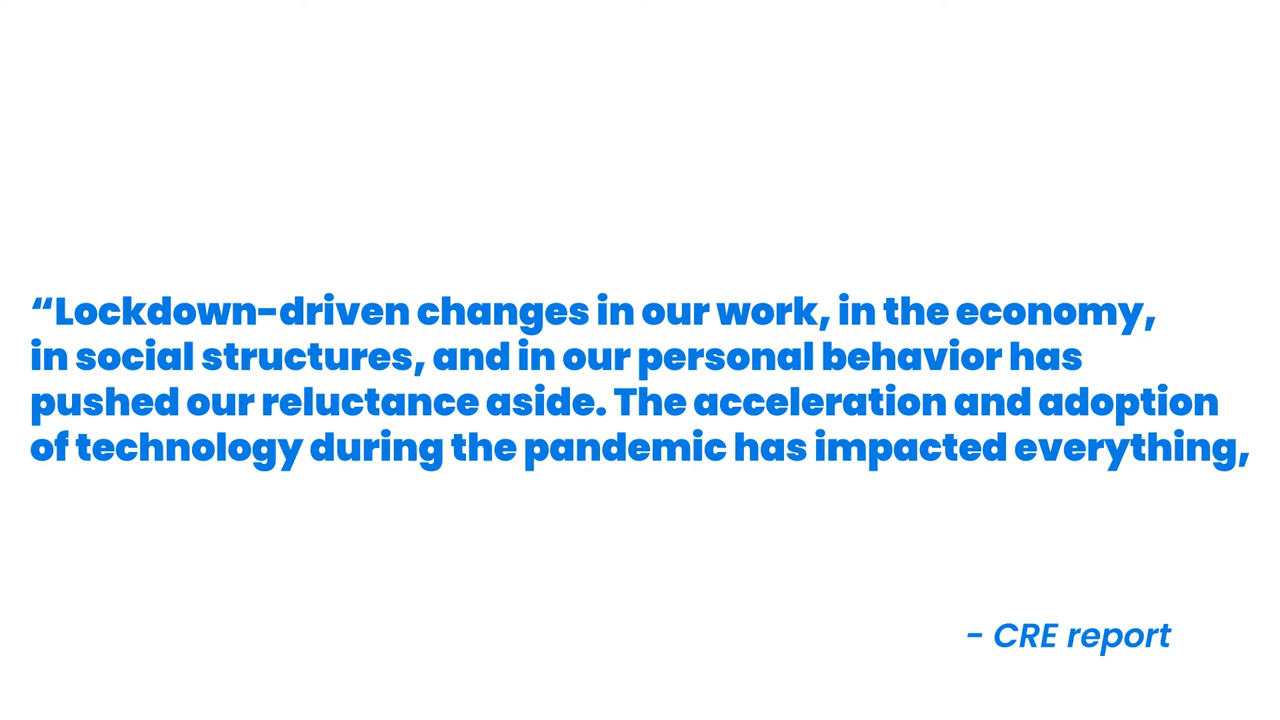 “Lockdown-driven changes in our work, in the economy,
in social structures, and in our personal behavior has
pushed our reluctance aside. The acceleration and adoption
of technology during the pandemic has impacted everything,
- CRE report